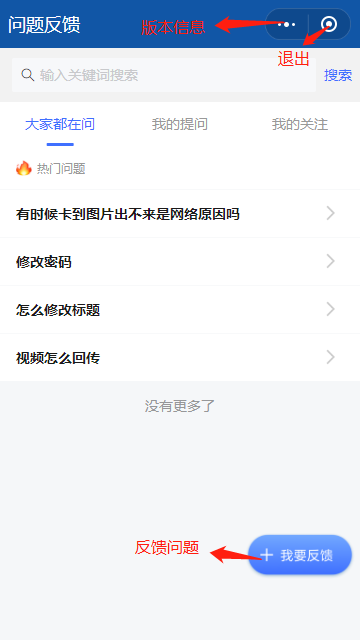 问题反馈
版本信息
退出
输入关键词搜索
搜索
大家都在问
我的提问
我的关注
热门问题
有时候卡到图片出不来是网络原因吗
修改密码
怎么修改标题
视频怎么回传
没有更多了
反馈问题
我要反馈